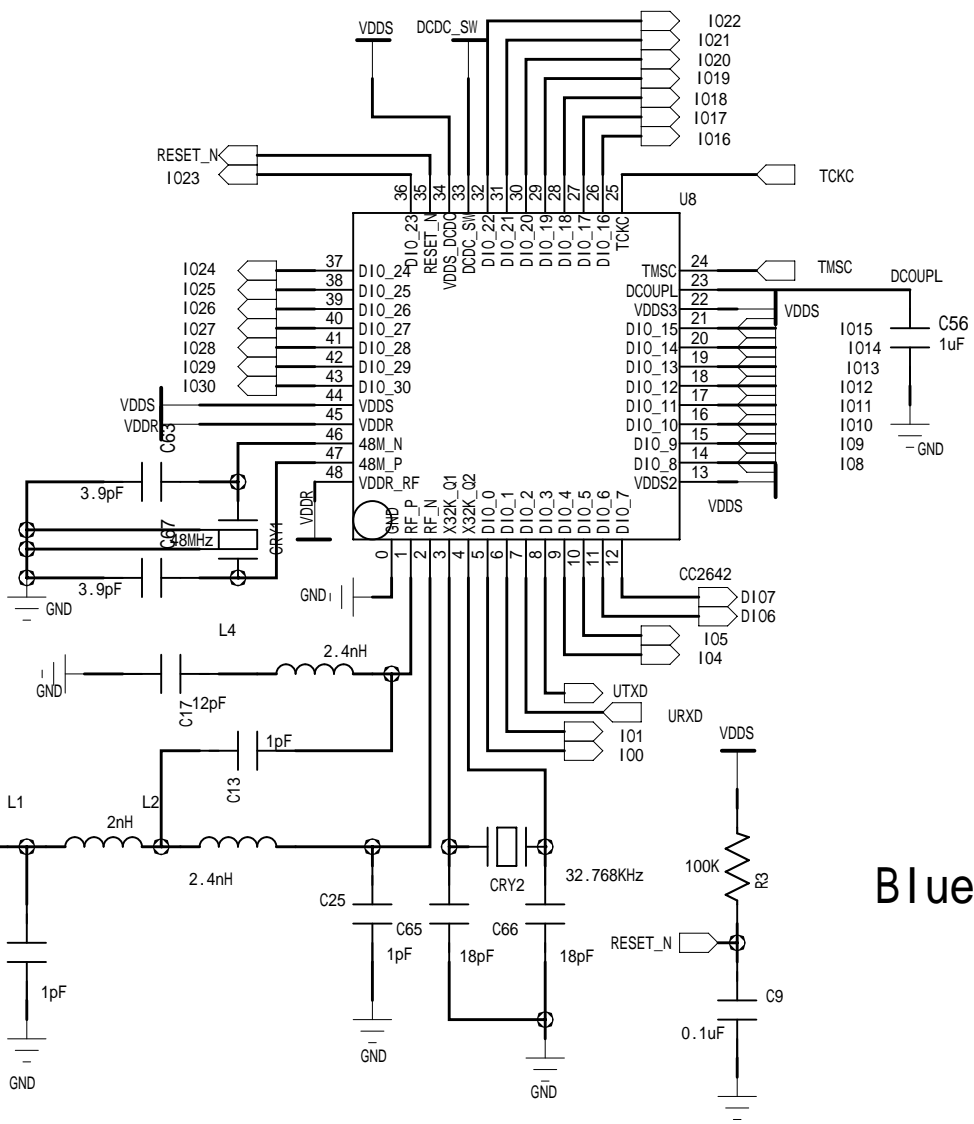 VDDS
DCDC_SW
IO22
IO21
IO20
IO19
IO18
IO17
IO16
RESET_N
IO23
TCKC
36
35
34
33
32
31
30
29
28
27
26
25
U8
DIO_23
RESET_N
VDDS_DCDC
DCDC_SW
DIO_22
DIO_21
DIO_20
DIO_19
DIO_18
DIO_17
DIO_16
TCKC
IO24
37
DIO_24
IO25
38
DIO_25
IO26
39
DIO_26
IO27
40
DIO_27
IO28
41
DIO_28
IO29
42
DIO_29
IO30
43
DIO_30
VDDS
44
VDDS
VDDR
45
VDDR
46
48M_N
47
48M_P
48
VDDR_RF
TMSC
24
TMSC
DCOUPL
23
DCOUPL
VDDS3
22
VDDS
DIO_15
21
IO15
DIO_14
20
IO14
DIO_13
19
IO13
DIO_12
18
IO12
DIO_11
17
IO11
DIO_10
16
IO10
DIO_9
15
IO9
DIO_8
14
IO8
VDDS2
13
VDDS
C56
1uF
GND
C63
3.9pF
C67
48MHz
CRY1
3.9pF
GND
VDDR
GND
RF_P
RF_N
X32K_Q1
X32K_Q2
DIO_0
DIO_1
DIO_2
DIO_3
DIO_4
DIO_5
DIO_6
DIO_7
0
1
2
3
4
5
6
7
8
9
10
11
12
CC2642
GND
DIO7
DIO6
IO5
IO4
UTXD
URXD
IO1
IO0
L4
2.4nH
GND
C17
12pF
1pF
C13
L1
2nH
L2
2.4nH
C25
1pF
C65
18pF
CRY2
32.768KHz
C66
18pF
1pF
GND
GND
GND
VDDS
100K
R3
RESET_N
C9
0.1uF
Blue